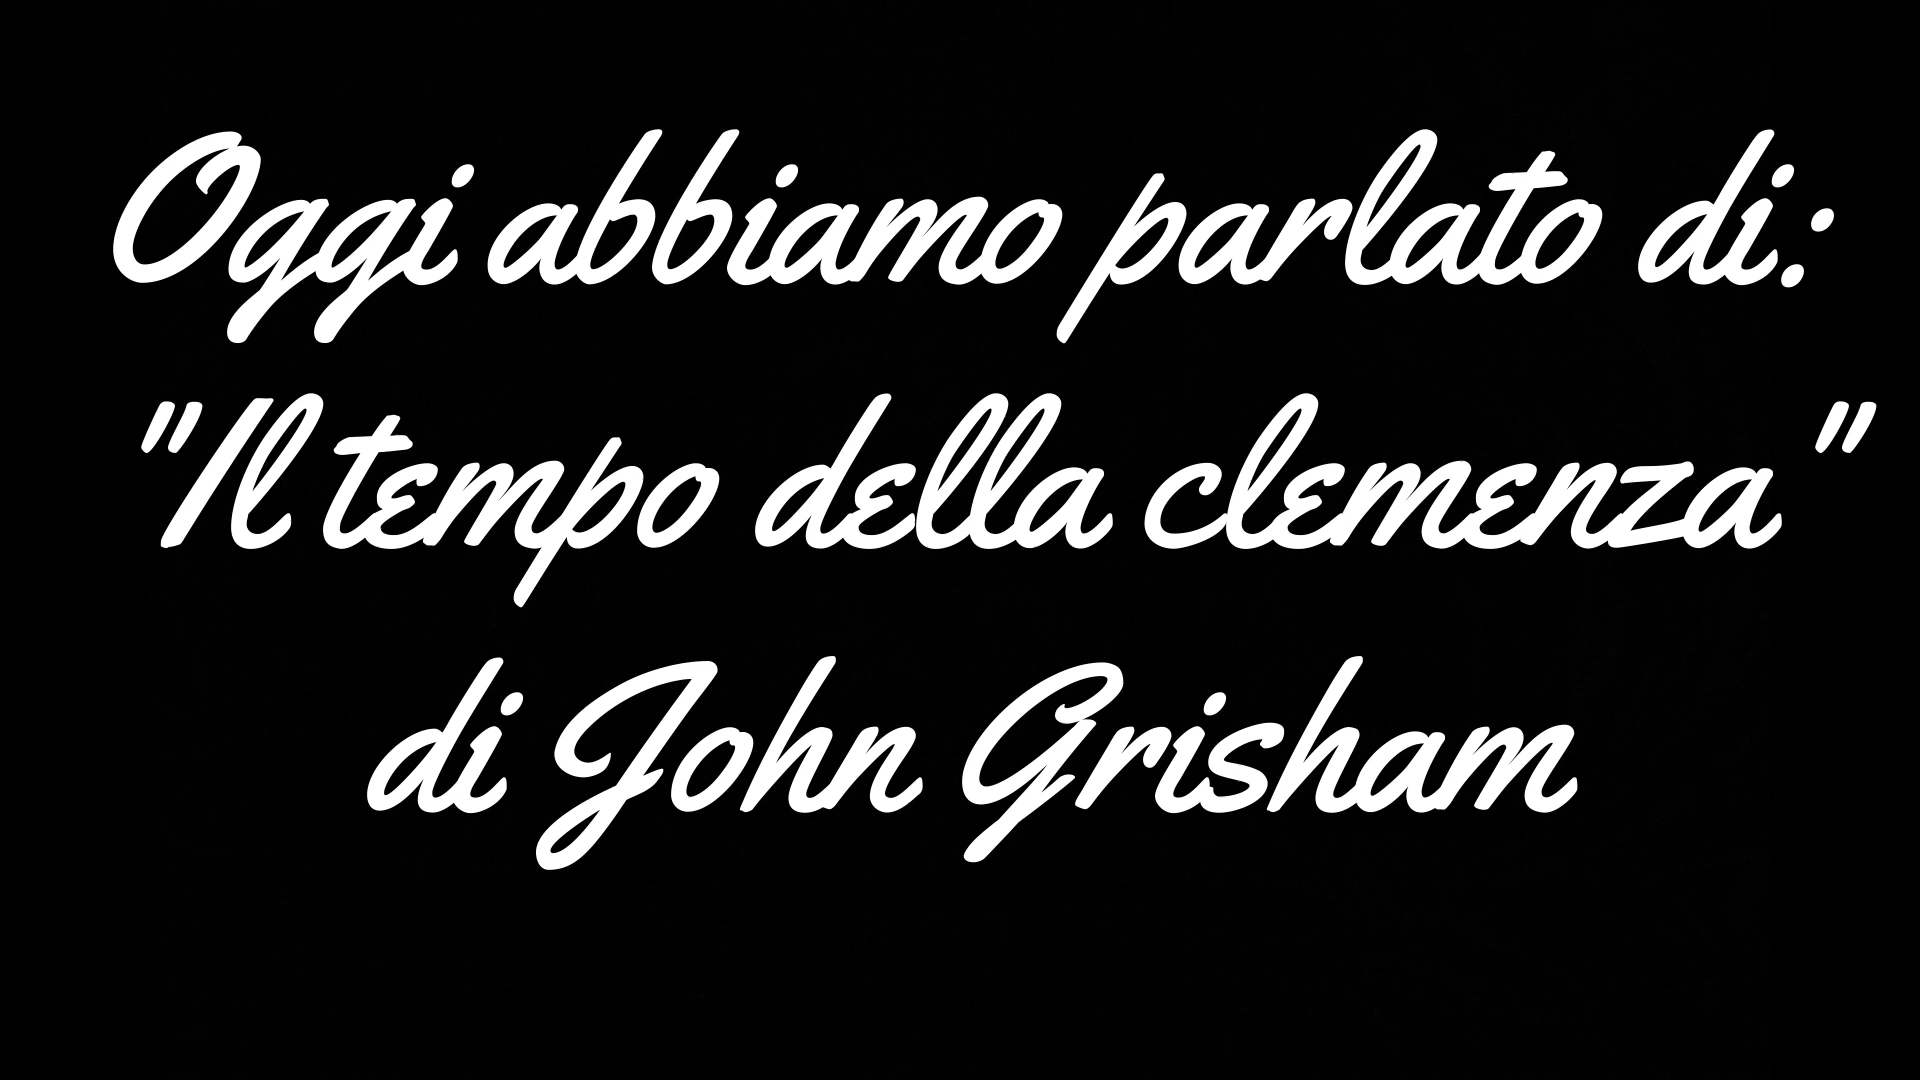 Oggi abbiamo parlato di:
"Il tempo della clemenza"
di John Grisham